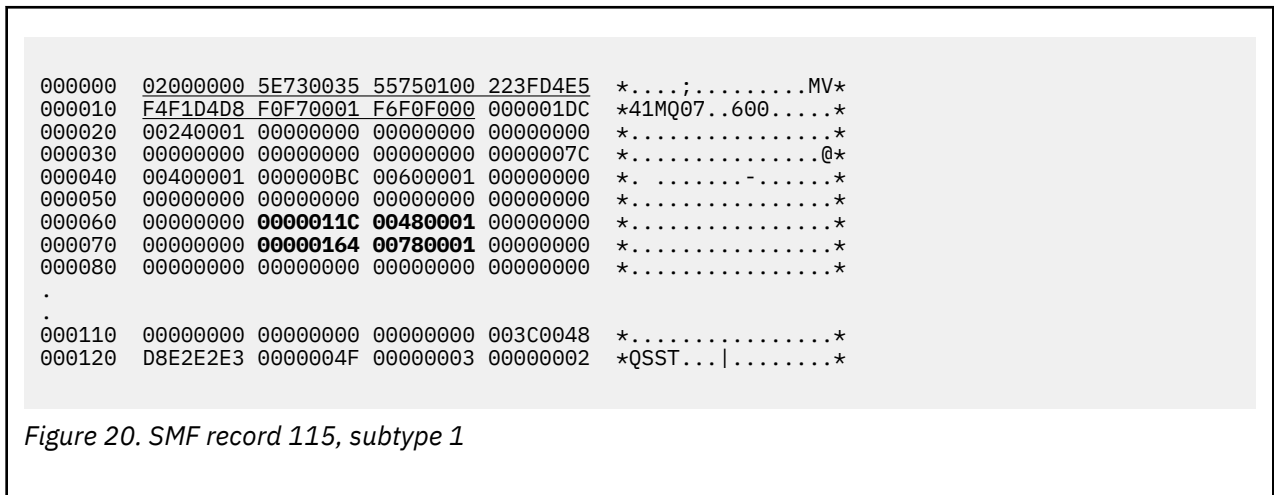 000000  02000000 5E730035 55750100 223FD4E5  *....;.........MV*
000010  F4F1D4D8 F0F70001 F6F0F000 000001DC  *41MQ07..600.....*
000020  00240001 00000000 00000000 00000000  *................*
000030  00000000 00000000 00000000 0000007C  *...............@*
000040  00400001 000000BC 00600001 00000000  *. .......-......*
000050  00000000 00000000 00000000 00000000  *................*
000060  00000000 0000011C 00480001 00000000  *................*
000070  00000000 00000164 00780001 00000000  *................*
000080  00000000 00000000 00000000 00000000  *................*
.
.
000110  00000000 00000000 00000000 003C0048  *................*
000120  D8E2E2E3 0000004F 00000003 00000002  *QSST...|........*
Figure 20. SMF record 115, subtype 1